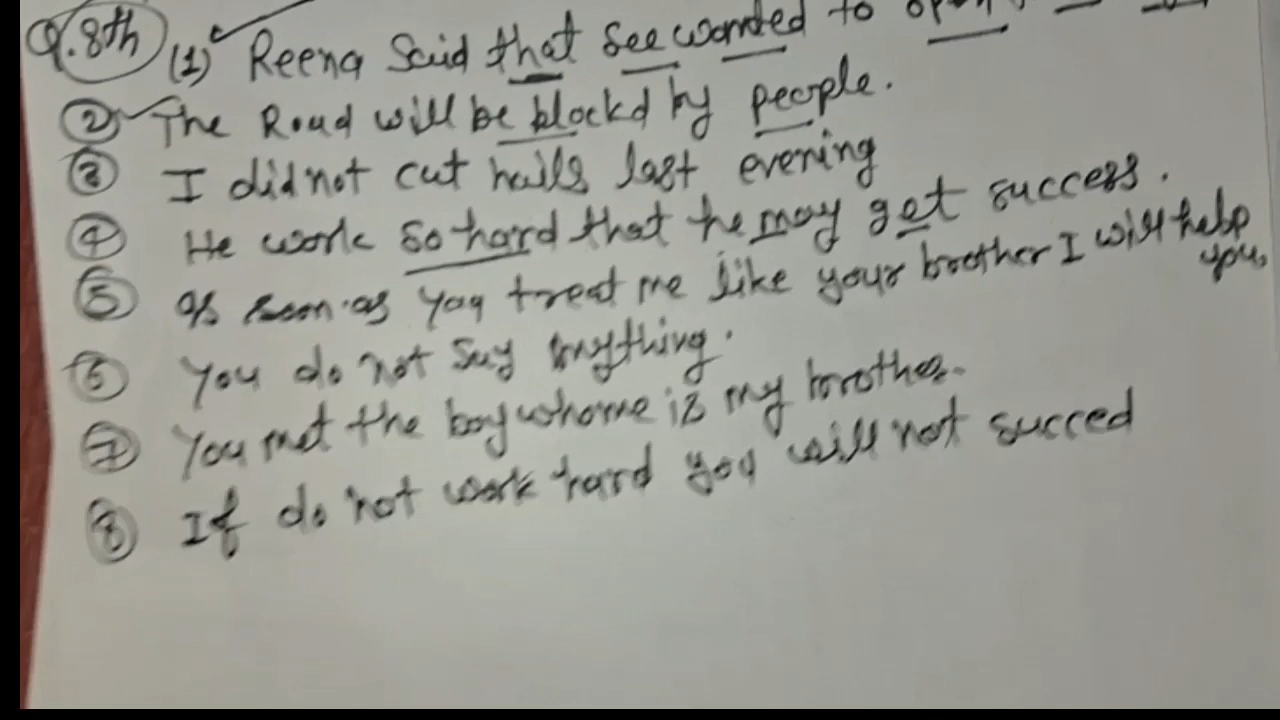 Q.8th (1) Reena Said that See wanted to open
(2) The Road will be blockd by people.
(3) I did not cut nails last evening
(4) He work so hard that he may get success.
(5) As soon as you treat me like your brother I will help
you.
(6) You do not say anything.
(7) You met the boy whome is my brother.
(8) If do not work hard you will not succed